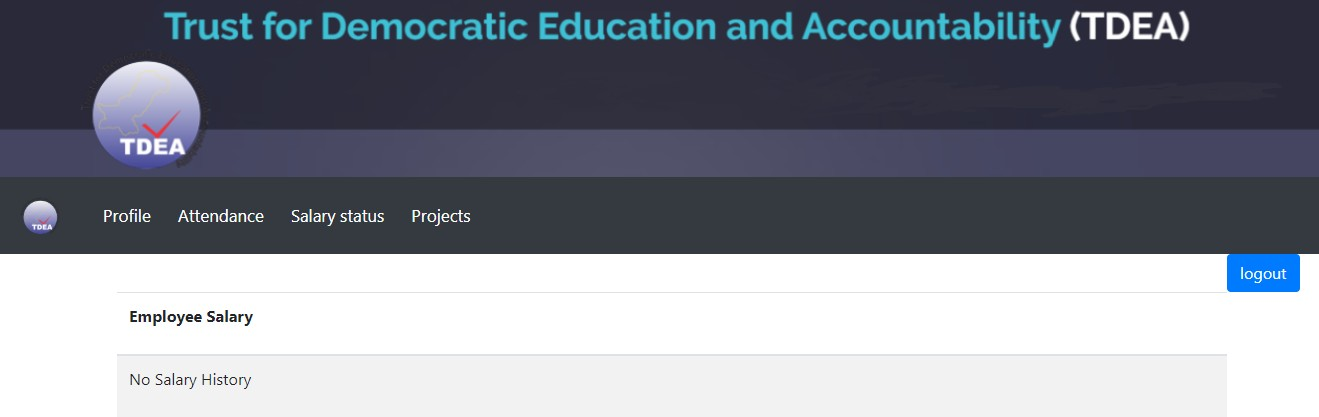 Trust for Democratic Education and Accountability (TDEA)
TDEA
TDEA
Profile Attendance Salary status Projects
logout
Employee Salary
No Salary History